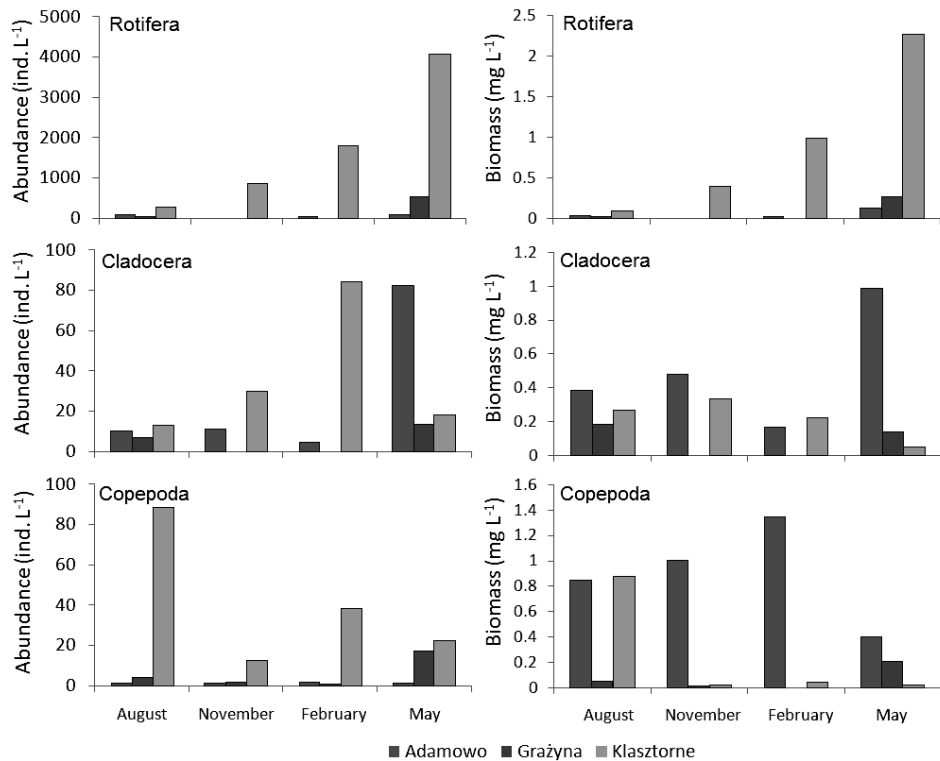 Rotifera
Abundance (ind. L-1)
5000
4000
3000
2000
1000
0
Rotifera
Biomass (mg L-1)
2.5
2
1.5
1
0.5
0
Cladocera
Abundance (ind. L-1)
100
80
60
40
20
0
Cladocera
Biomass (mg L-1)
1.2
1
0.8
0.6
0.4
0.2
0
Copepoda
Abundance (ind. L-1)
100
80
60
40
20
0
August November February May
Copepoda
Biomass (mg L-1)
1.6
1.4
1.2
1
0.8
0.6
0.4
0.2
0
August November February May
Adamowo Grażyna Klasztorne